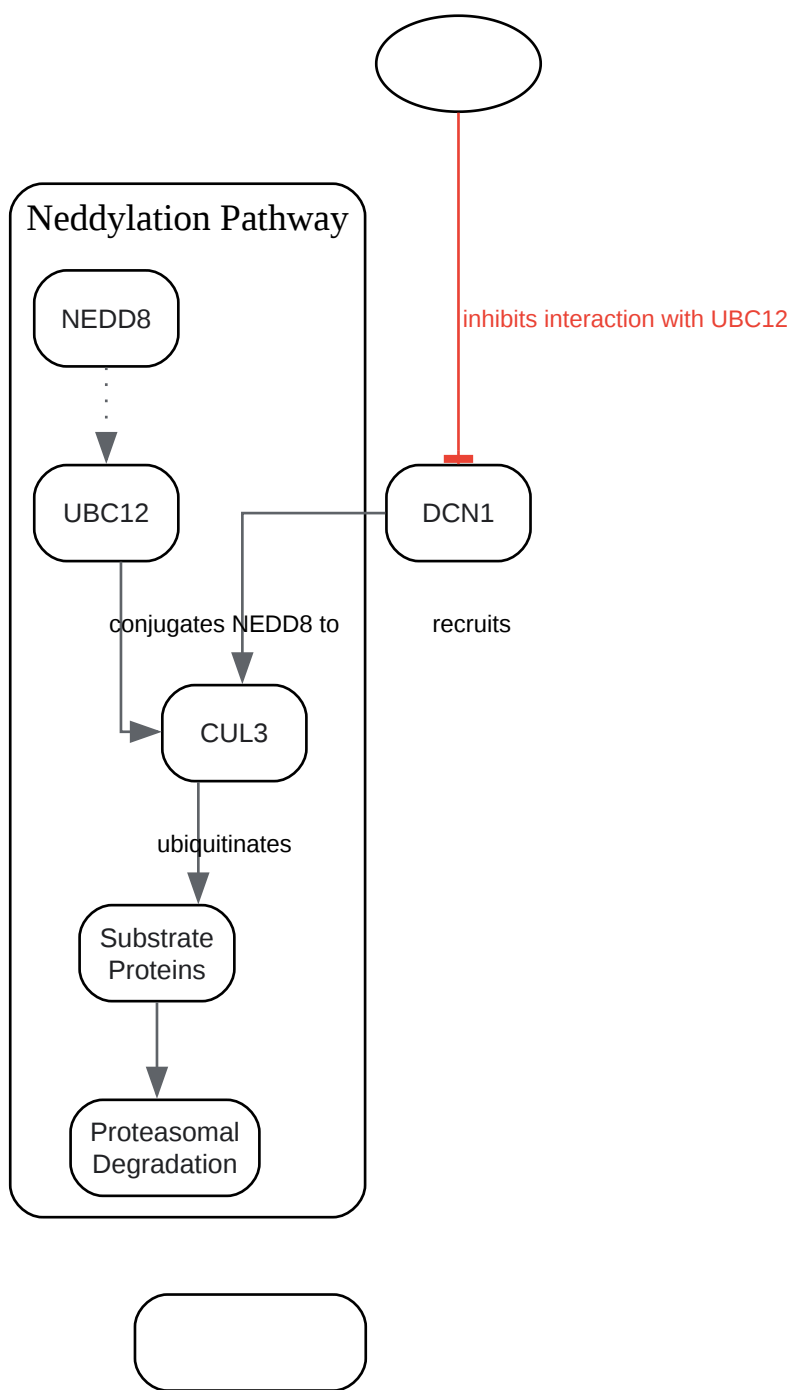 Neddylation Pathway
NEDD8
inhibits interaction with UBC12
UBC12
DCN1
conjugates NEDD8 to
recruits
CUL3
ubiquitinates
Substrate
Proteins
Proteasomal
Degradation